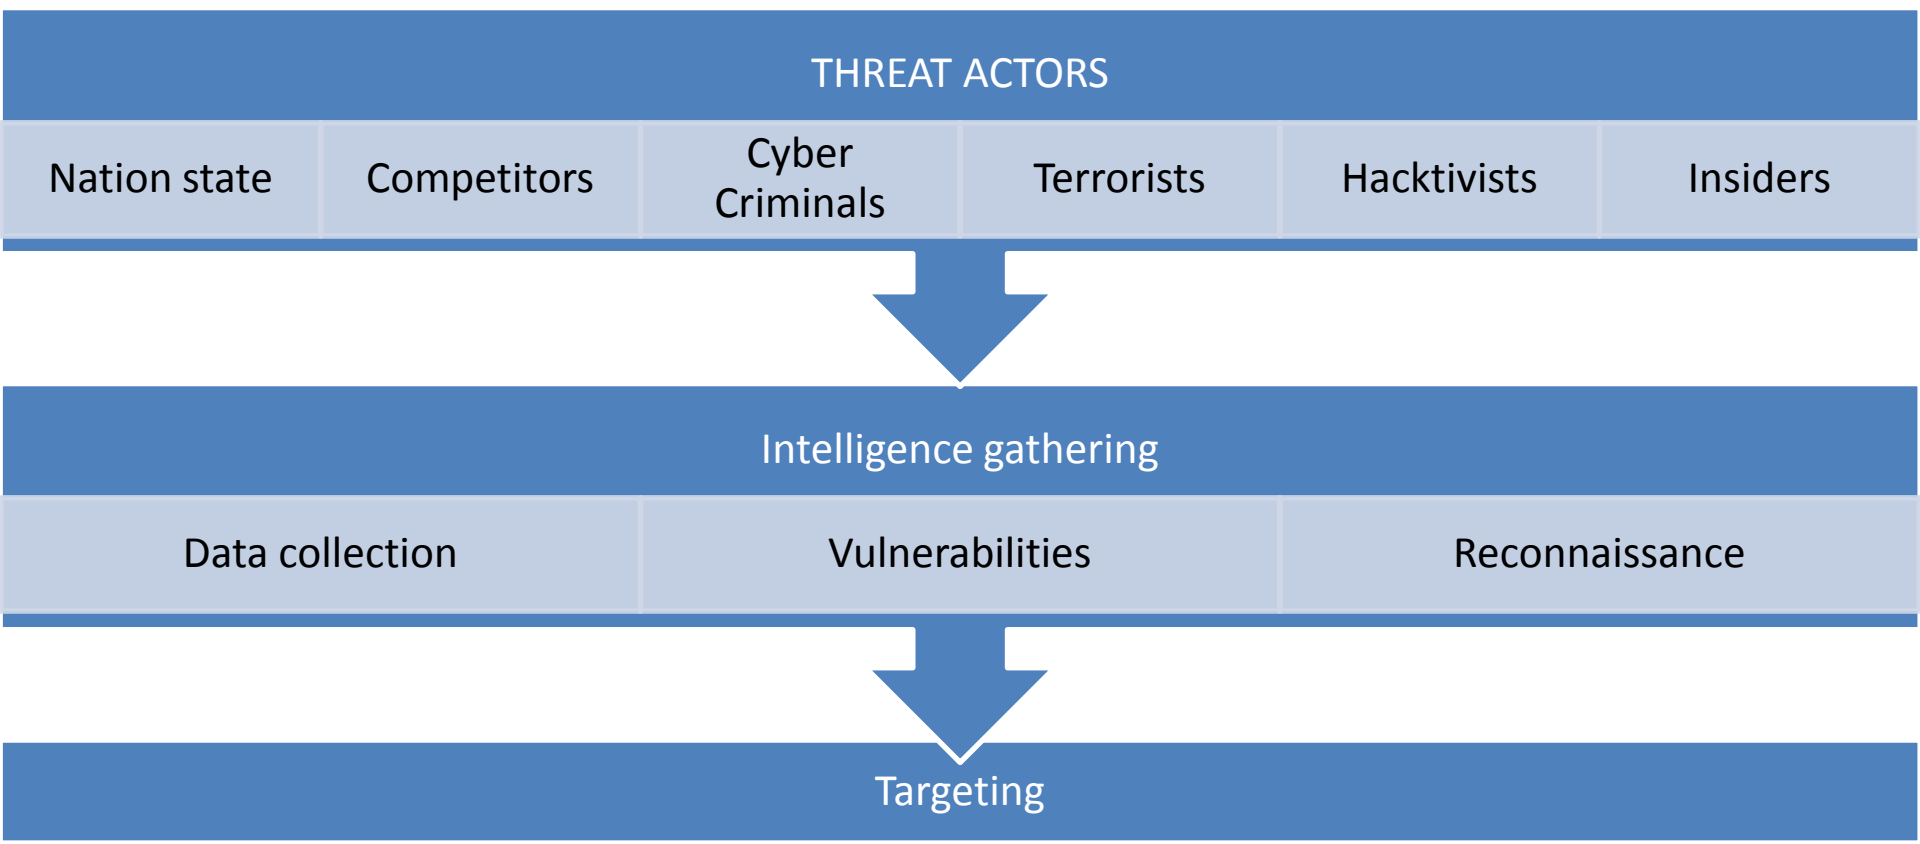 THREAT ACTORS
Nation state
Competitors
Cyber
Criminals
Terrorists
Hacktivists
Insiders
Intelligence gathering
Data collection
Vulnerabilities
Reconnaissance
Targeting